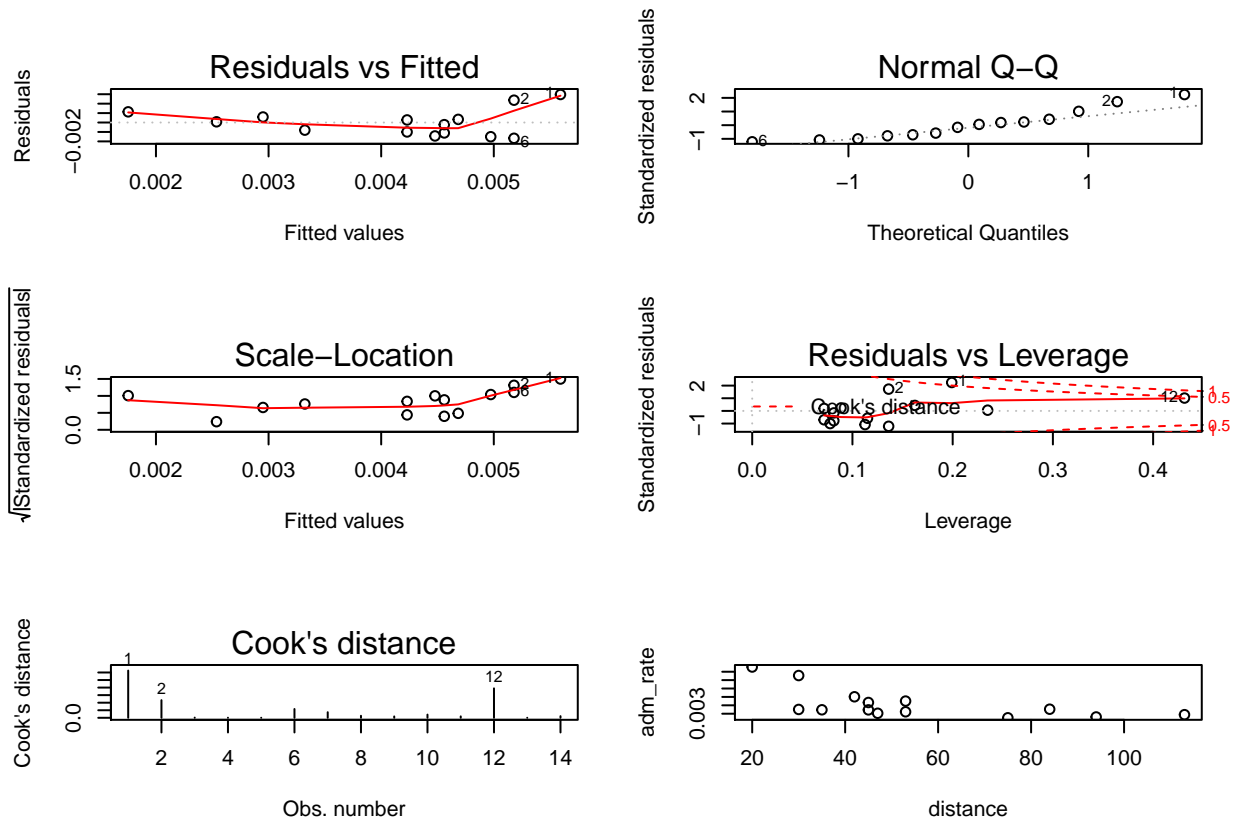 Residuals vs Fitted
Residuals
−0.002
1
2
6
0.002 0.003 0.004 0.005
Fitted values
Normal Q−Q
Standardized residuals
−1 2
6
2
1
−1 0 1
Theoretical Quantiles
Scale−Location
√|Standardized residuals|
0.0 1.5
1
2
6
0.002 0.003 0.004 0.005
Fitted values
Residuals vs Leverage
Standardized residuals
−1 2
Cook's distance
2
1
12
1
0.5
0.5
1
0.0 0.1 0.2 0.3 0.4
Leverage
Cook's distance
Cook's distance
0.0
1
2
12
2 4 6 8 10 12 14
Obs. number
adm_rate
0.003
20 40 60 80 100
distance